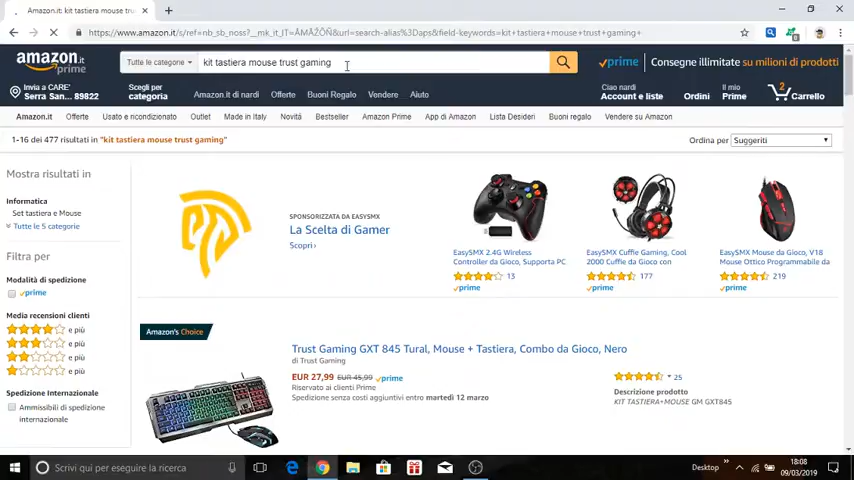 Amazon.it: kit tastiera mouse tru
https://www.amazon.it/s/ref=nb_sb_noss?__mk_it_IT=ÅMÅŽÕÑ&url=search-alias%3Daps&field-keywords=kit+tastiera+mouse+trust+gaming+
amazon.it
prime
Tutte le categorie
kit tastiera mouse trust gaming
prime
Consegne illimitate su milioni di prodotti
Invia a CARE'
Serra San... 89822
Scegli per
categoria
Amazon.it di nardi
Offerte
Buoni Regalo
Vendere
Aiuto
Ciao nardi
Account e liste
Ordini
Il mio
Prime
2
Carrello
Amazon.it
Offerte
Usato e ricondizionato
Outlet
Made in Italy
Novità
Bestseller
Amazon Prime
App di Amazon
Lista Desideri
Buoni regalo
Vendere su Amazon
1-16 dei 477 risultati in "kit tastiera mouse trust gaming"
Ordina per
Suggeriti
Mostra risultati in
Informatica
Set tastiera e Mouse
Tutte le 5 categorie
Filtra per
Modalità di spedizione
prime
Media recensioni clienti
e più
e più
e più
e più
Spedizione Internazionale
Ammissibili di spedizione
internazionale
SPONSORIZZATA DA EASYSMX
La Scelta di Gamer
Scopri ›
EasySMX 2.4G Wireless
Controller da Gioco, Supporta PC
13
prime
EasySMX Cuffie Gaming, Cool
2000 Cuffie da Gioco con
177
prime
EasySMX Mouse da Gioco, V18
Mouse Ottico Programmabile da
219
prime
Amazon's Choice
Trust Gaming GXT 845 Tural, Mouse + Tastiera, Combo da Gioco, Nero
di Trust Gaming
EUR 27,99 EUR 45,99 prime
Riservato ai clienti Prime
Spedizione senza costi aggiuntivi entro martedì 12 marzo
25
Descrizione prodotto
KIT TASTIERA+MOUSE GM GXT845
Scrivi qui per eseguire la ricerca
Desktop
18:08
09/03/2019